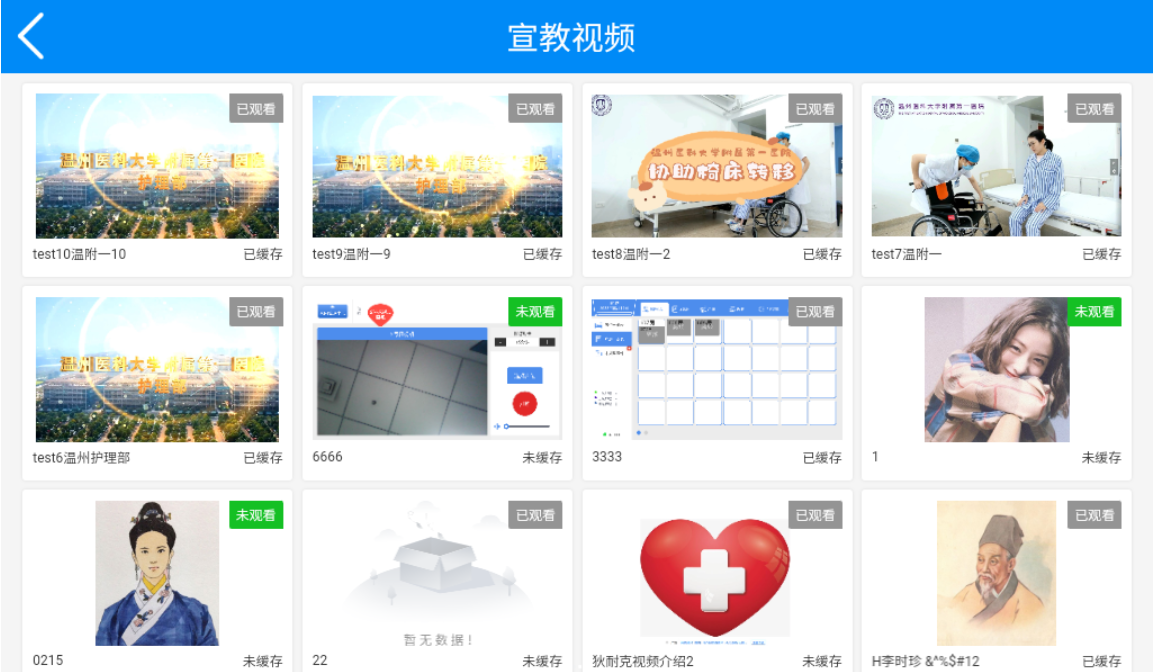 宣教视频
已观看
温州医科大学附属第一医院
护理部
test10温附一10 已缓存
已观看
温州医科大学附属第一医院
护理部
test9温附一9 已缓存
已观看
温州医科大学附属第一医院
协助椅床转移
test8温附一2 已缓存
已观看
温州医科大学附属第一医院
test7温附一 已缓存
已观看
温州医科大学附属第一医院
护理部
test6温州护理部 已缓存
未观看
6666 未缓存
已观看
3333 已缓存
未观看
1 未缓存
未观看
0215 未缓存
已观看
暂无数据!
22 未缓存
已观看
狄耐克视频介绍2 未缓存
已观看
H李时珍 &^%$#12 已缓存